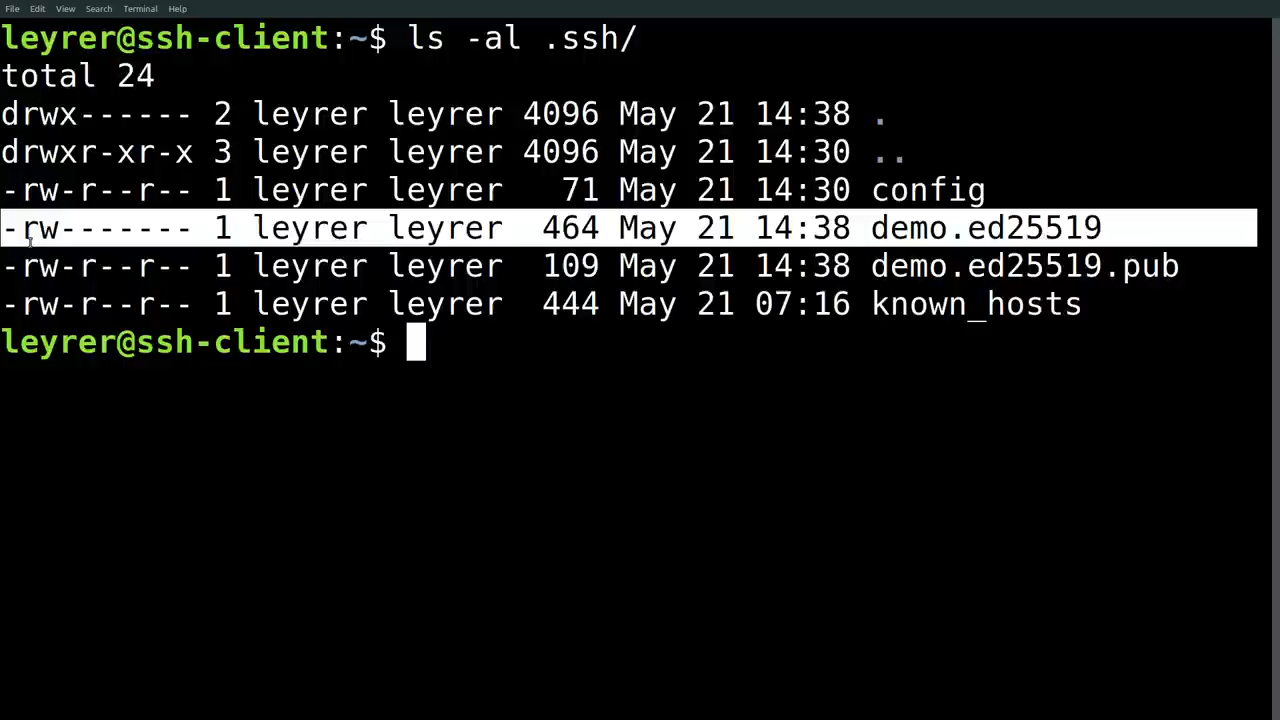 File Edit View Search Terminal Help
leyrer@ssh-client:~$ ls -al .ssh/
total 24
drwx------ 2 leyrer leyrer 4096 May 21 14:38 .
drwxr-xr-x 3 leyrer leyrer 4096 May 21 14:30 ..
-rw-r--r-- 1 leyrer leyrer   71 May 21 14:30 config
-rw------- 1 leyrer leyrer  464 May 21 14:38 demo.ed25519
-rw-r--r-- 1 leyrer leyrer  109 May 21 14:38 demo.ed25519.pub
-rw-r--r-- 1 leyrer leyrer  444 May 21 07:16 known_hosts
leyrer@ssh-client:~$